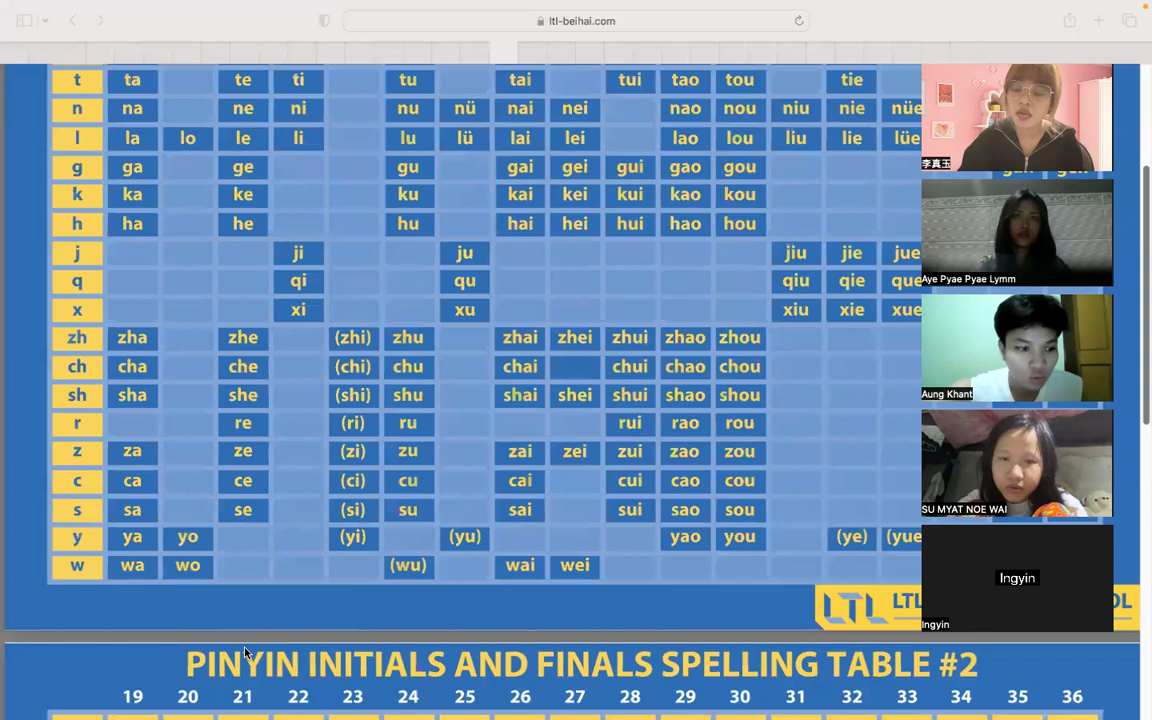 ltl-beihai.com
t ta te ti tu tai tui tao tou tie
n na ne ni nu nü nai nei nao nou niu nie nüe
l la lo le li lu lü lai lei lao lou liu lie lüe
g ga ge gu gai gei gui gao gou
k ka ke ku kai kei kui kao kou
h ha he hu hai hei hui hao hou
j ji ju jiu jie jue
q qi qu qiu qie que
x xi xu xiu xie xue
zh zha zhe (zhi) zhu zhai zhei zhui zhao zhou
ch cha che (chi) chu chai chui chao chou
sh sha she (shi) shu shai shei shui shao shou
r re (ri) ru rui rao rou
z za ze (zi) zu zai zei zui zao zou
c ca ce (ci) cu cai cui cao cou
s sa se (si) su sai sui sao sou
y ya yo (yi) (yu) yao you (ye) (yue
w wa wo (wu) wai wei
LTL LTL OL
PINYIN INITIALS AND FINALS SPELLING TABLE #2
19 20 21 22 23 24 25 26 27 28 29 30 31 32 33 34 35 36
李真玉
Aye Pyae Pyae Lymm
Aung Khant
SU MYAT NOE WAI
Ingyin
Ingyin